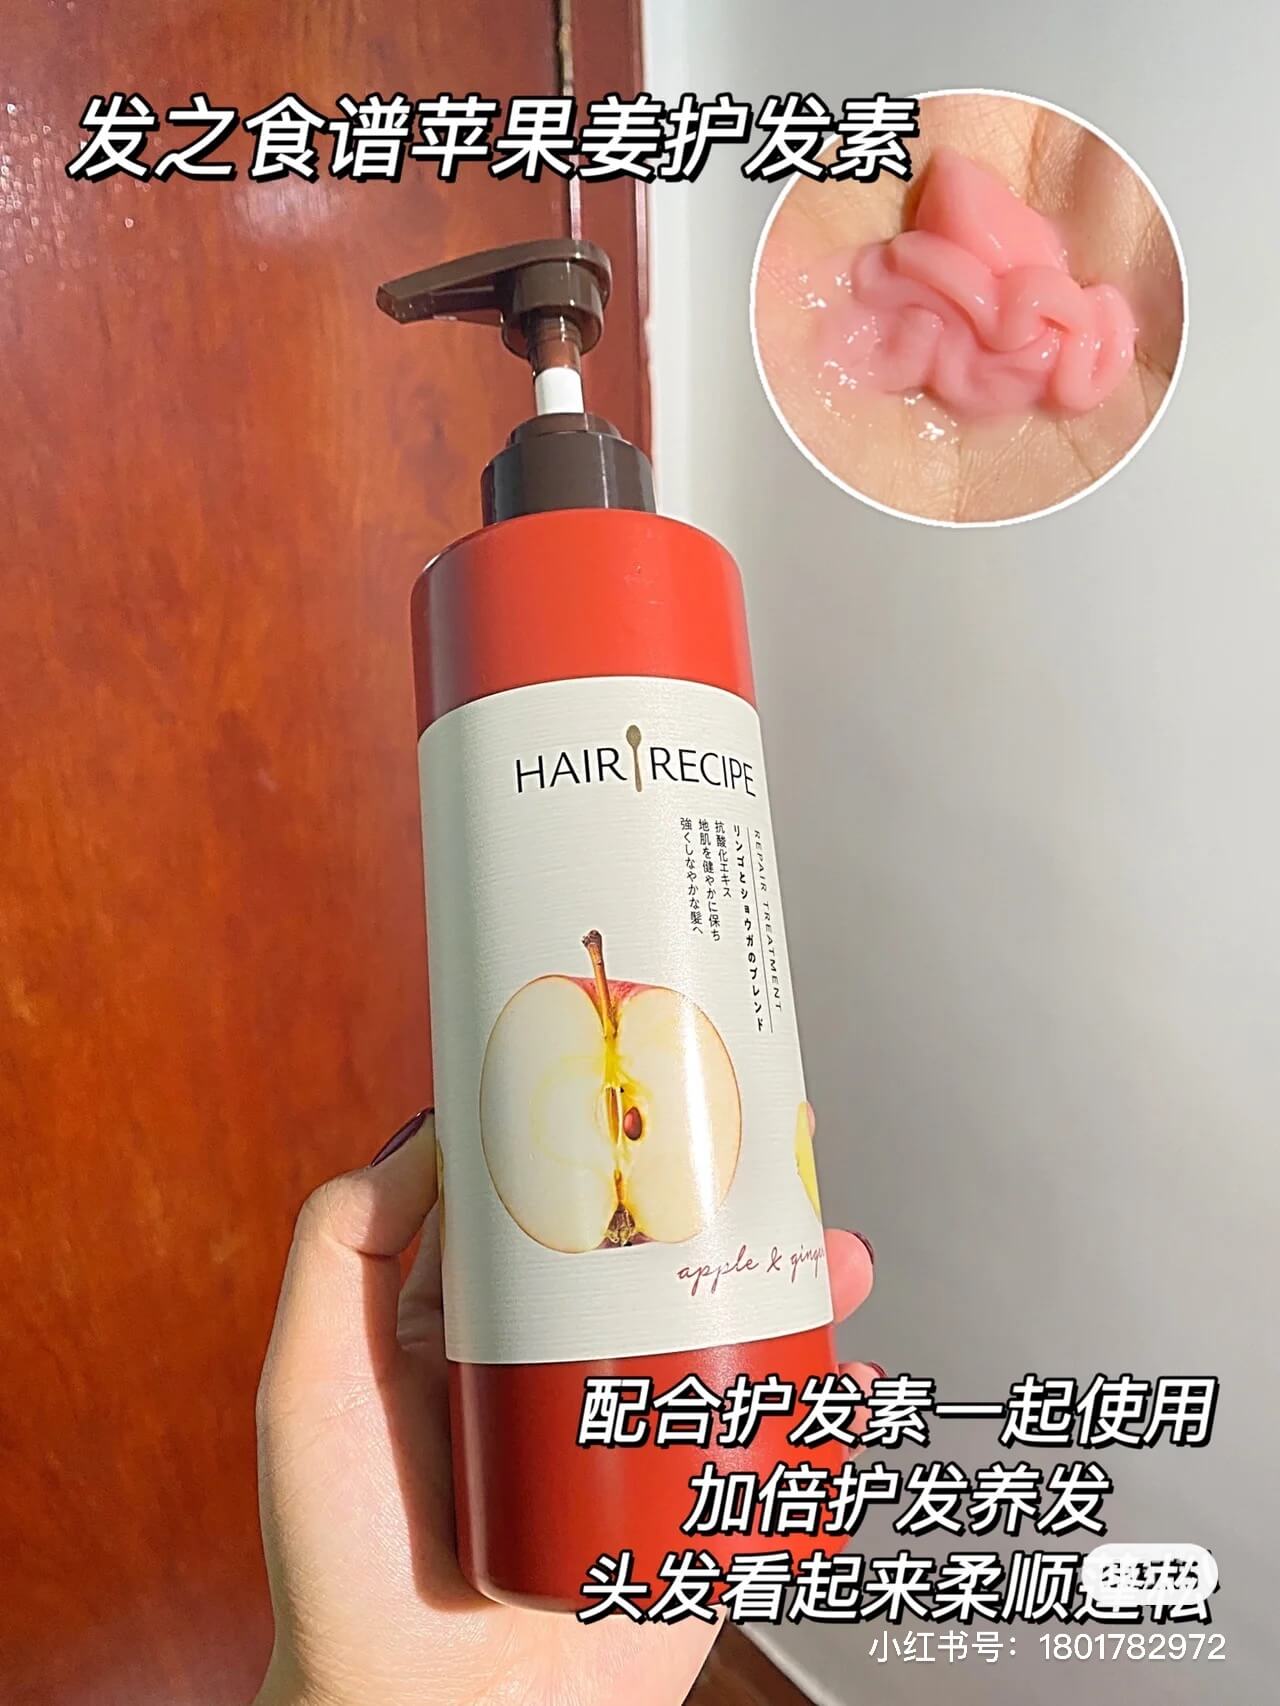 发之食谱苹果姜护发素
HAIR RECIPE
REPAIR TREATMENT
リンゴとショウガのブレンド
抗酸化エキス
地肌を健やかに保ち
強くしなやかな髪へ
apple & ginge
配合护发素一起使用
加倍护发养发
头发看起来柔顺蓬松
小红书号：1801782972